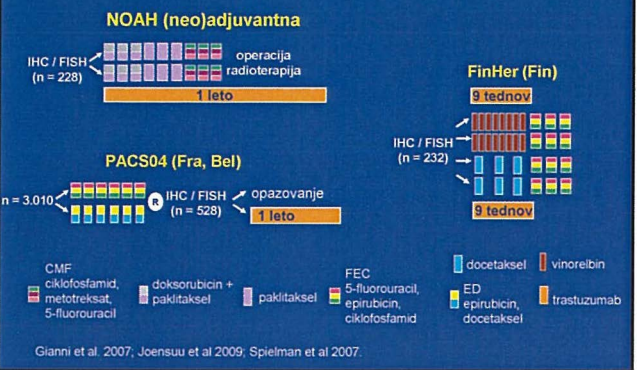 NOAH (neo)adjuvantna
IHC / FISH
(n = 228)
operacija
radioterapija
1 leto
FinHer (Fin)
9 tednov
IHC / FISH
(n = 232)
9 tednov
PACS04 (Fra, Bel)
n = 3.010
R
IHC / FISH
(n = 528)
opazovanje
1 leto
CMF
ciklofosfamid,
metotreksat,
5-fluorouracil
doksorubicin +
paklitaksel
paklitaksel
FEC
5-fluorouracil,
epirubicin,
ciklofosfamid
docetaksel
ED
epirubicin,
docetaksel
vinorelbin
trastuzumab
Gianni et al. 2007; Joensuu et al 2009; Spielman et al 2007.